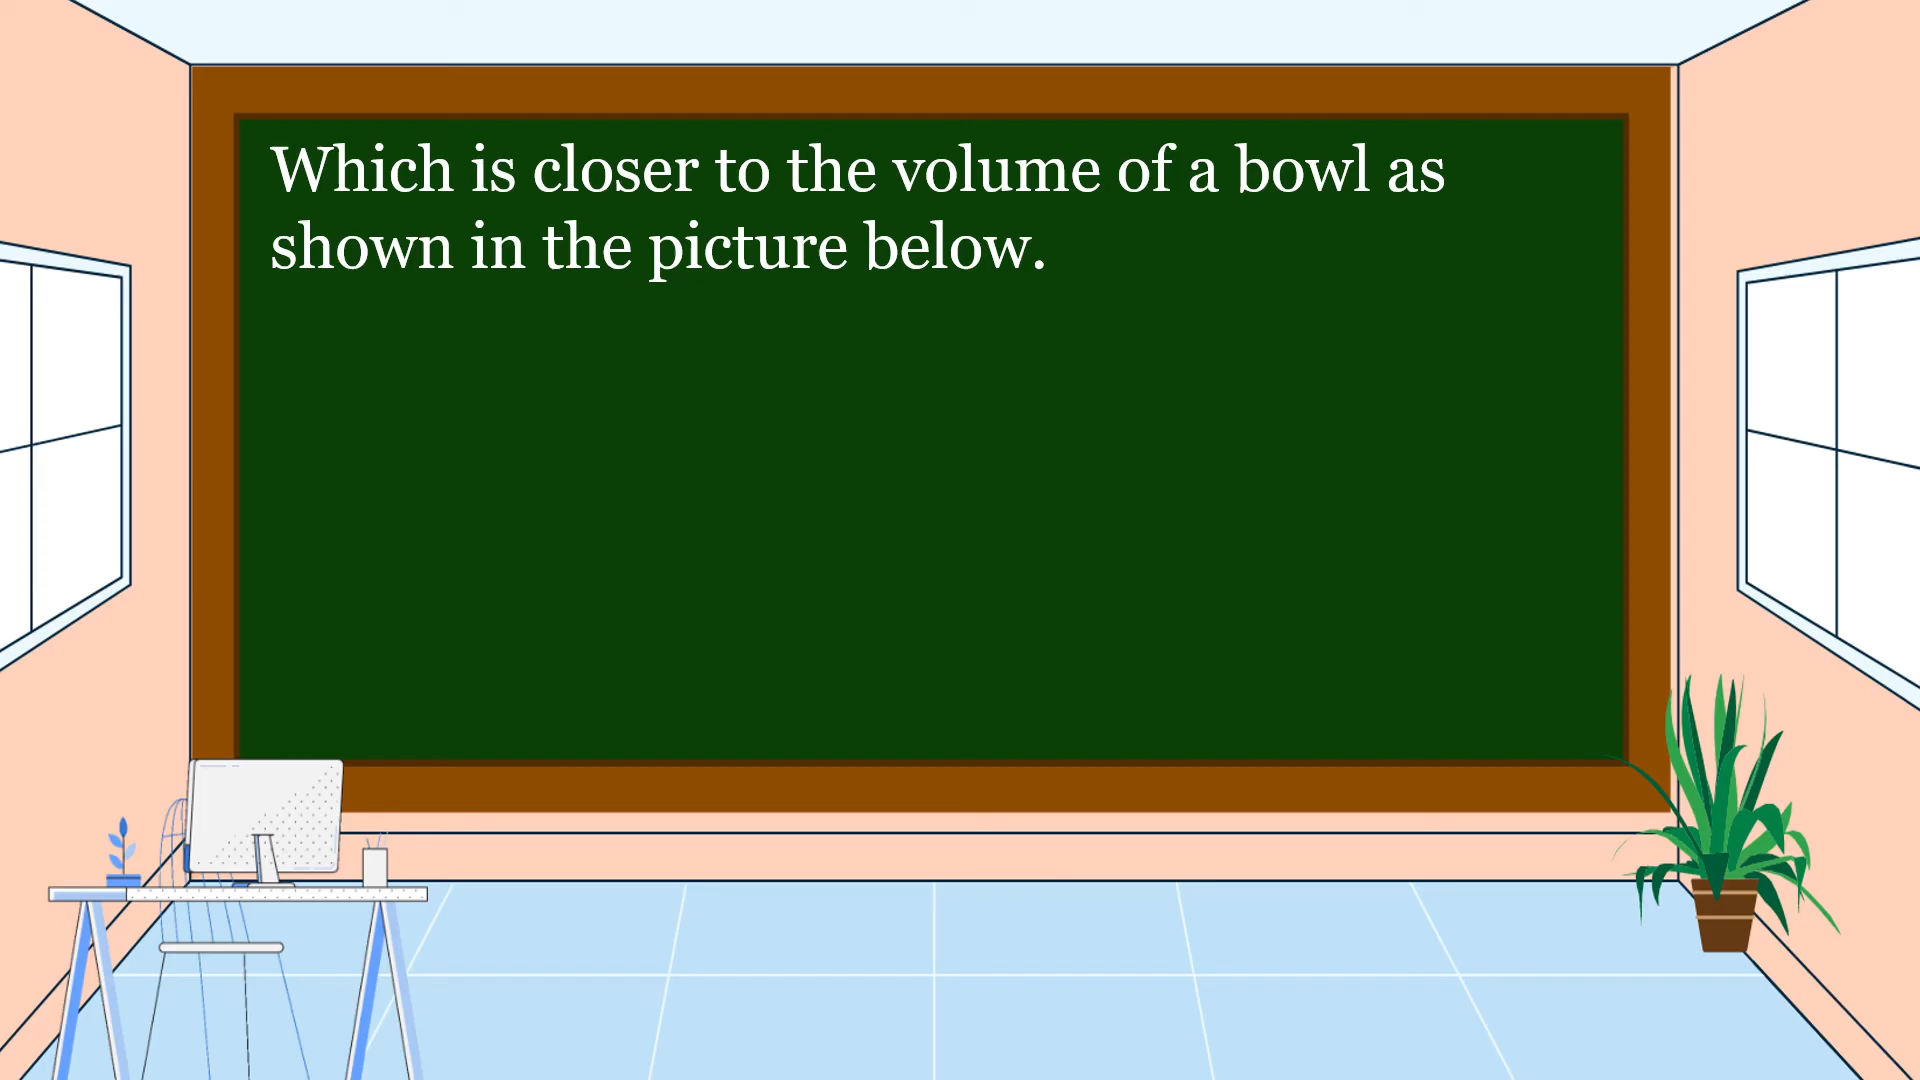 Which is closer to the volume of a bowl as
shown in the picture below.